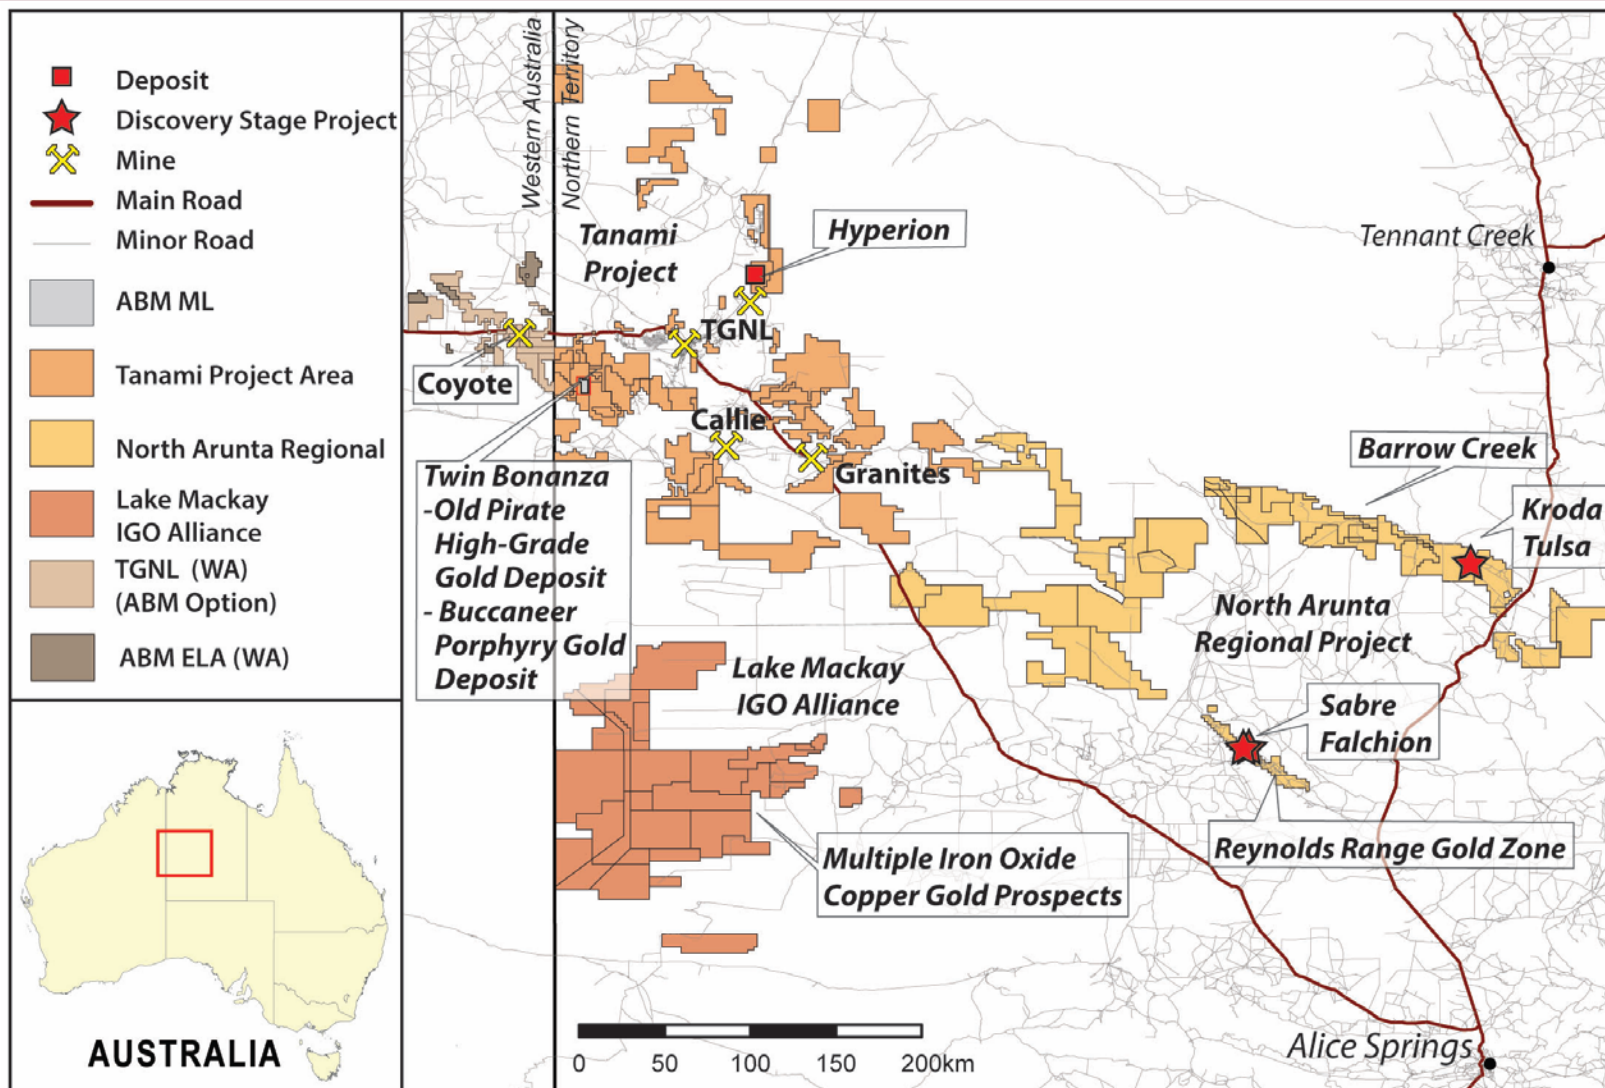 Deposit
Discovery Stage Project
Mine
Main Road
Minor Road
ABM ML
Tanami Project Area
North Arunta Regional
Lake Mackay
IGO Alliance
TGNL (WA)
(ABM Option)
ABM ELA (WA)
AUSTRALIA
Western Australia
Northern Territory
Tanami
Project
Hyperion
Tennant Creek
TGNL
Coyote
Callie
Granites
Twin Bonanza
-Old Pirate
High-Grade
Gold Deposit
- Buccaneer
Porphyry Gold
Deposit
Barrow Creek
Kroda
Tulsa
North Arunta
Regional Project
Lake Mackay
IGO Alliance
Sabre
Falchion
Reynolds Range Gold Zone
Multiple Iron Oxide
Copper Gold Prospects
0 50 100 150 200km
Alice Springs